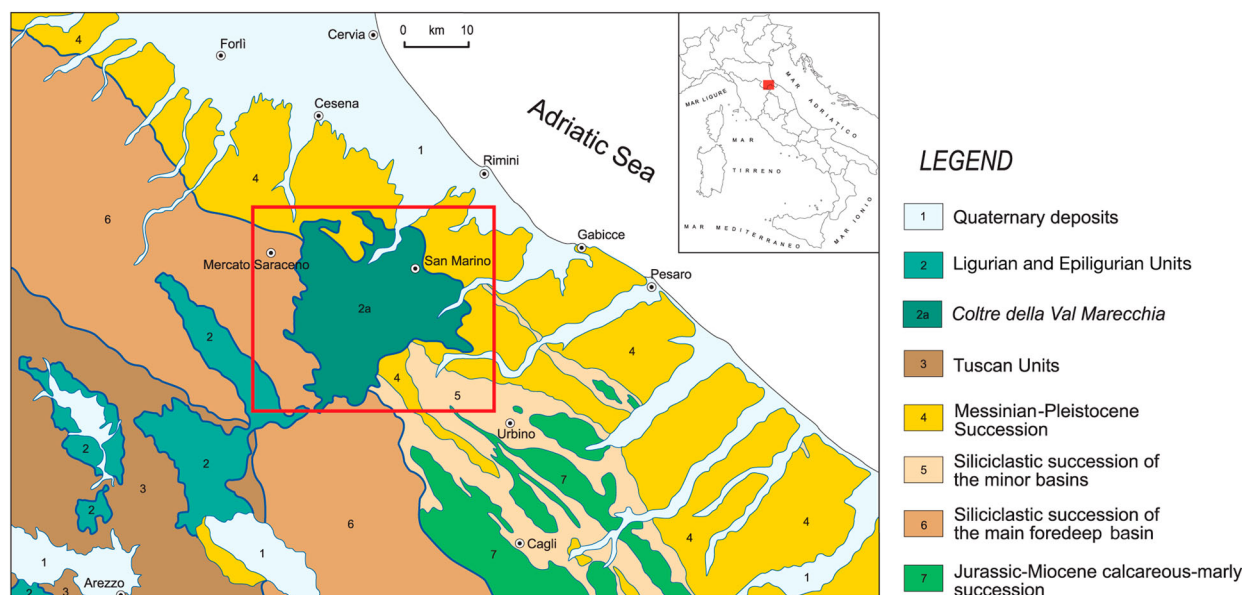 4
Forlì
Cervia
0 km 10
Cesena
Adriatic Sea
1
Rimini
4
6
Gabicce
Mercato Saraceno
San Marino
Pesaro
2a
2
4
4
5
Urbino
2
7
2
3
2
6
4
4
1
7
Cagli
1
Arezzo
1
2
3
MAR LIGURE
MAR ADRIATICO
MAR
TIRRENO
MAR IONIO
MAR MEDITERRANEO
LEGEND
1 Quaternary deposits
2 Ligurian and Epiligurian Units
2a Coltre della Val Marecchia
3 Tuscan Units
4 Messinian-Pleistocene
Succession
5 Siliciclastic succession of
the minor basins
6 Siliciclastic succession of
the main foredeep basin
7 Jurassic-Miocene calcareous-marly
succession